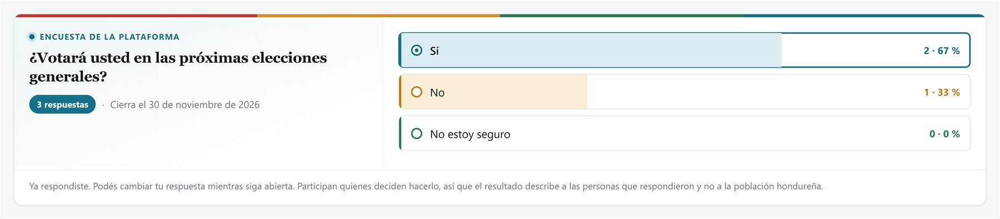 ENCUESTA DE LA PLATAFORMA
¿Votará usted en las próximas elecciones
generales?
3 respuestas · Cierra el 30 de noviembre de 2026
Sí 2 · 67 %
No 1 · 33 %
No estoy seguro 0 · 0 %
Ya respondiste. Podés cambiar tu respuesta mientras siga abierta. Participan quienes deciden hacerlo, así que el resultado describe a las personas que respondieron y no a la población hondureña.